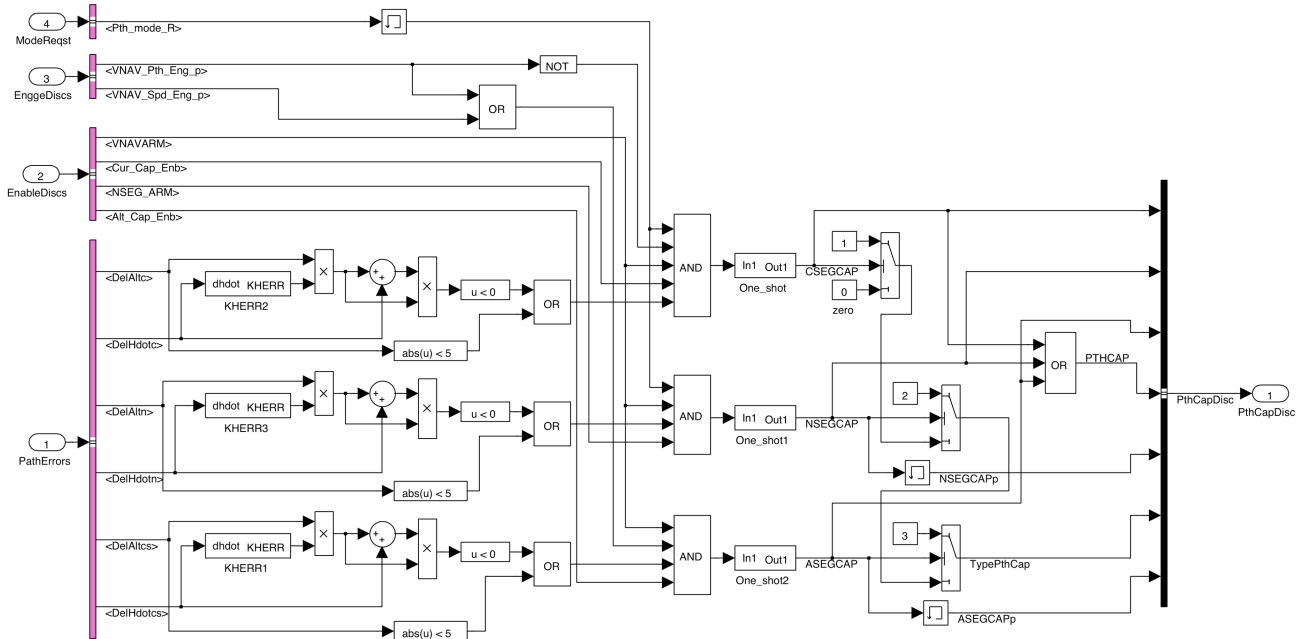 4
ModeReqst
<Pth_mode_R>
3
EnggeDiscs
<VNAV_Pth_Eng_p>
NOT
<VNAV_Spd_Eng_p>
OR
2
EnableDiscs
<VNAVARM>
<Cur_Cap_Enb>
<NSEG_ARM>
<Alt_Cap_Enb>
<DelAltc>
dhdot KHERR
KHERR2
×
+
+
×
u < 0
OR
<DelHdotc>
abs(u) < 5
AND
In1 Out1
One_shot
CSEGCAP
1
0
zero
<DelAltn>
dhdot KHERR
KHERR3
×
+
+
×
u < 0
OR
<DelHdotn>
abs(u) < 5
AND
In1 Out1
One_shot1
NSEGCAP
2
NSEGCAPp
1
PathErrors
OR
PTHCAP
PthCapDisc
1
PthCapDisc
<DelAltcs>
dhdot KHERR
KHERR1
×
+
+
×
u < 0
OR
<DelHdotcs>
abs(u) < 5
AND
In1 Out1
One_shot2
ASEGCAP
3
TypePthCap
ASEGCAPp